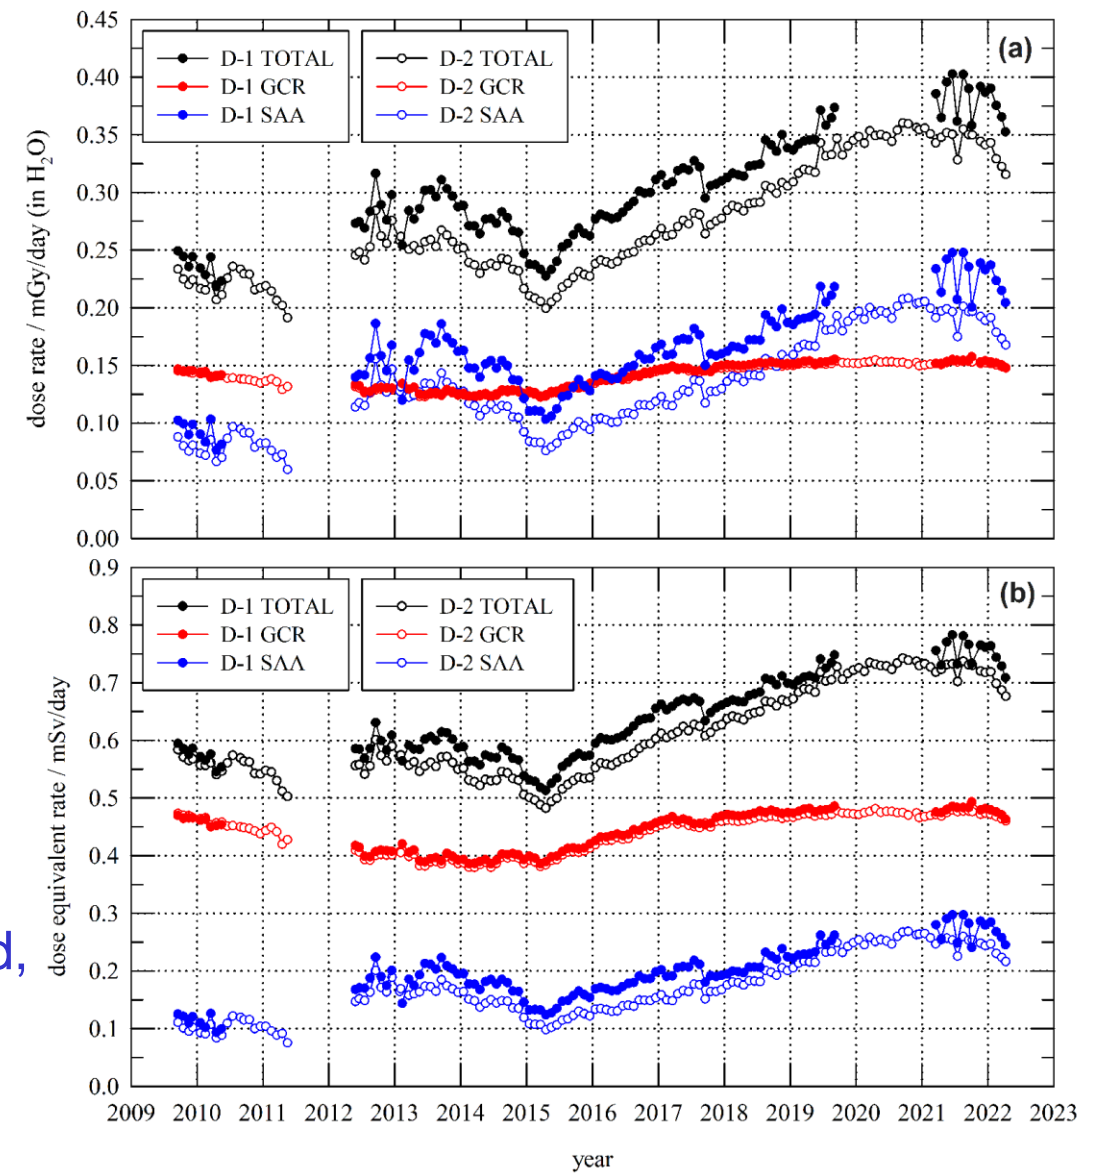 0.45
0.40
0.35
0.30
0.25
0.20
0.15
0.10
0.05
0.00
dose rate / mGy/day (in H₂O)
D-1 TOTAL
D-1 GCR
D-1 SAA
D-2 TOTAL
D-2 GCR
D-2 SAA
(a)
0.9
0.8
0.7
0.6
0.5
0.4
0.3
0.2
0.1
0.0
dose equivalent rate / mSv/day
D-1 TOTAL
D-1 GCR
D-1 SAA
D-2 TOTAL
D-2 GCR
D-2 SAA
(b)
d,
2009 2010 2011 2012 2013 2014 2015 2016 2017 2018 2019 2020 2021 2022 2023
year